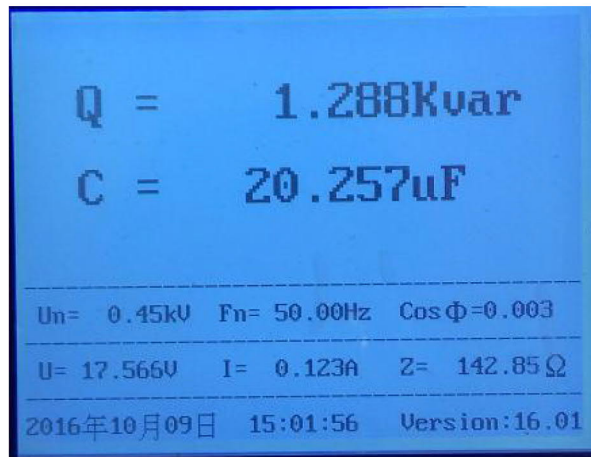 Q = 1.288Kvar
C = 20.257uF
Un= 0.45kV Fn= 50.00Hz CosΦ=0.003
U= 17.566V I= 0.123A Z= 142.85Ω
2016年10月09日 15:01:56 Version:16.01